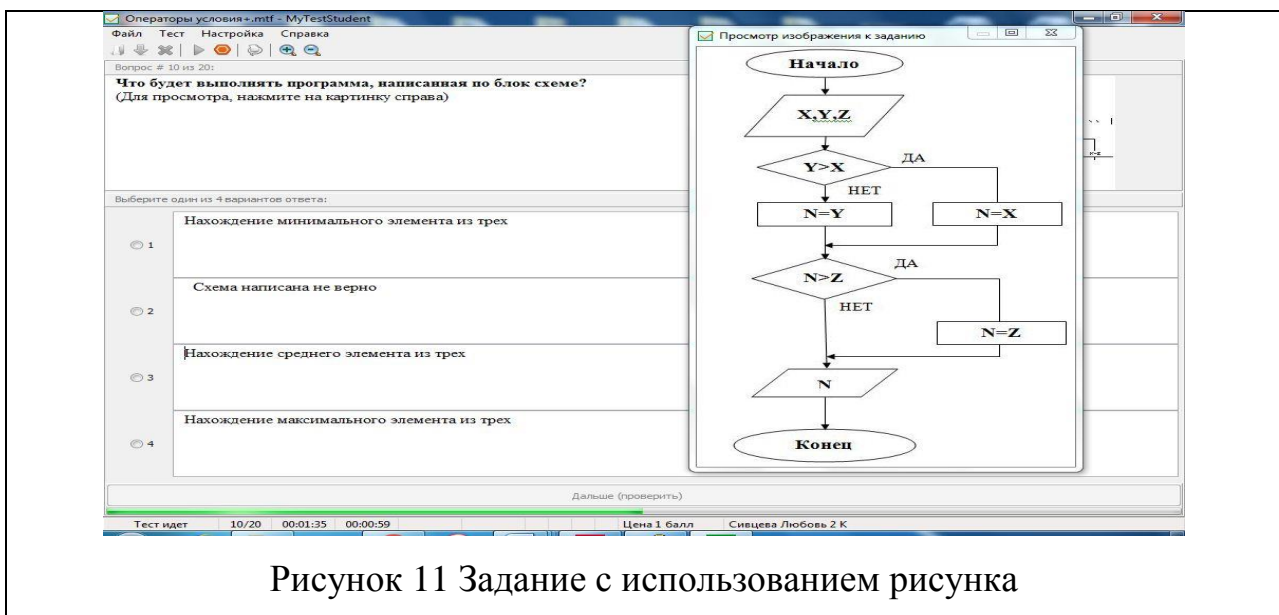 Операторы условия+.mtf - MyTestStudent
Файл Тест Настройка Справка
Вопрос # 10 из 20:
Что будет выполнять программа, написанная по блок схеме?
(Для просмотра, нажмите на картинку справа)
Выберите один из 4 вариантов ответа:
1
Нахождение минимального элемента из трех
2
Схема написана не верно
3
Нахождение среднего элемента из трех
4
Нахождение максимального элемента из трех
Просмотр изображения к заданию
Начало
X,Y,Z
Y>X
ДА
НЕТ
N=Y
N=X
N>Z
ДА
НЕТ
N=Z
N
Конец
Дальше (проверить)
Тест идет 10/20 00:01:35 00:00:59 Цена 1 балл Сивцева Любовь 2 К
Рисунок 11 Задание с использованием рисунка